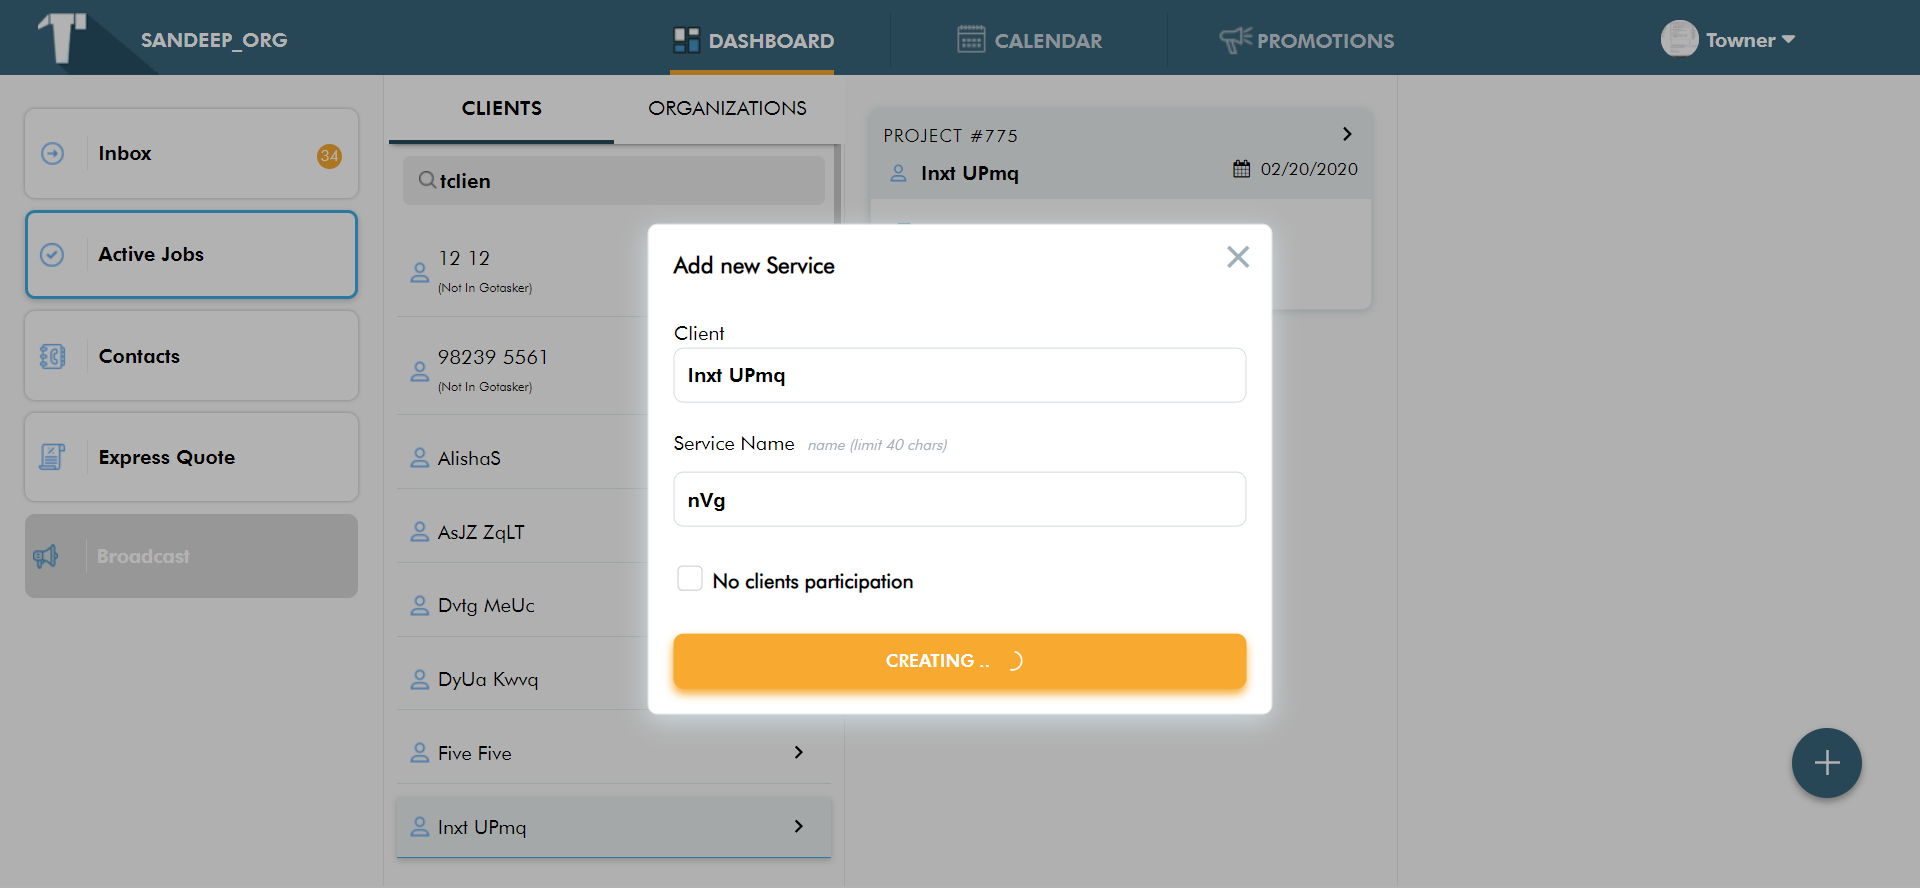 SANDEEP_ORG
DASHBOARD
CALENDAR
PROMOTIONS
Towner
Inbox
34
Active Jobs
Contacts
Express Quote
Broadcast
CLIENTS
ORGANIZATIONS
tclien
12 12
(Not In Gotasker)
98239 5561
(Not In Gotasker)
AlishaS
AsJZ ZqLT
Dvtg MeUc
DyUa Kwvq
Five Five
Inxt UPmq
PROJECT #775
Inxt UPmq
02/20/2020
Add new Service
Client
Inxt UPmq
Service Name name (limit 40 chars)
nVg
No clients participation
CREATING ..